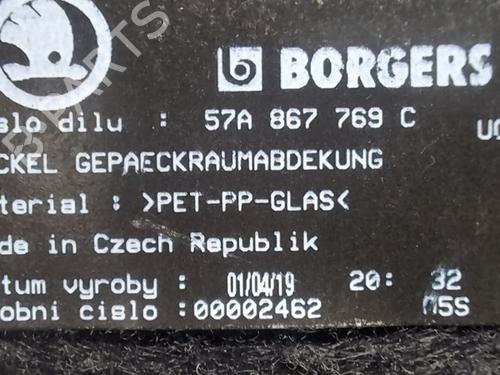 BORGERS
slo dilu : 57A 867 769 C
CKEL GEPAECKRAUMABDEKUNG
terial : >PET-PP-GLAS<
de in Czech Republik
tum vyroby : 01/04/19 20: 32
obni cislo :00002462 M5S